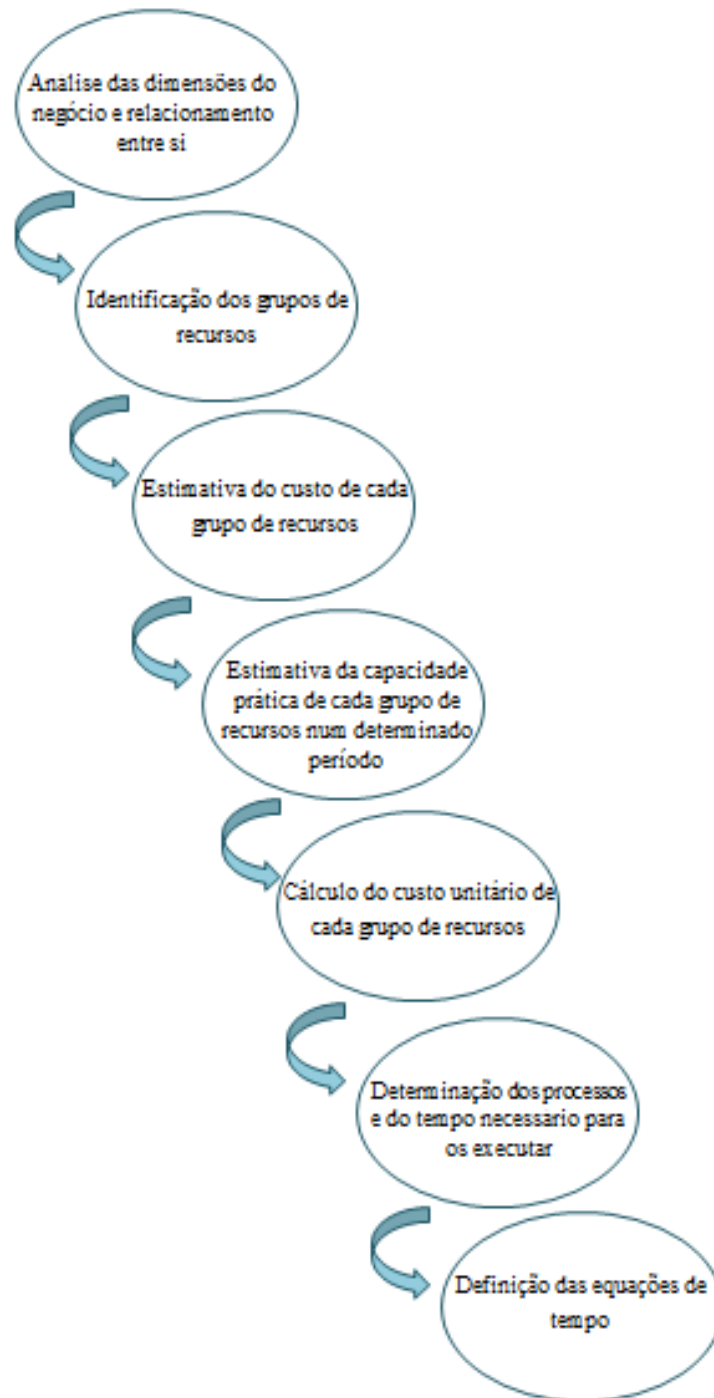 Analise das dimensões do
negócio e relacionamento
entre si
Identificação dos grupos de
recursos
Estimativa do custo de cada
grupo de recursos
Estimativa da capacidade
prática de cada grupo de
recursos num determinado
período
Cálculo do custo unitário de
cada grupo de recursos
Determinação dos processos
e do tempo necessario para
os executar
Definição das equações de
tempo